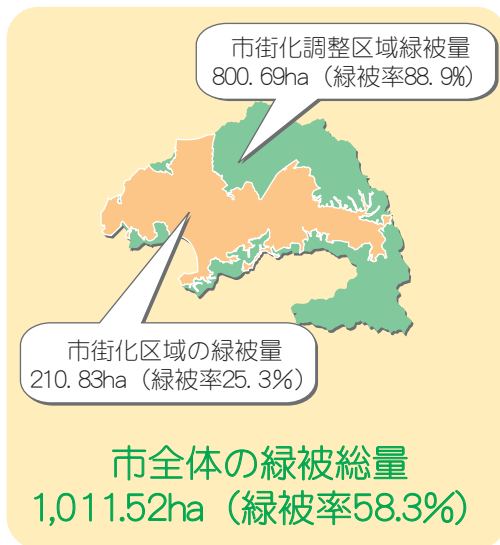 市街化調整区域緑被量
800.69ha（緑被率88.9%）
市街化区域の緑被量
210.83ha（緑被率25.3%）
市全体の緑被総量
1,011.52ha（緑被率58.3%）